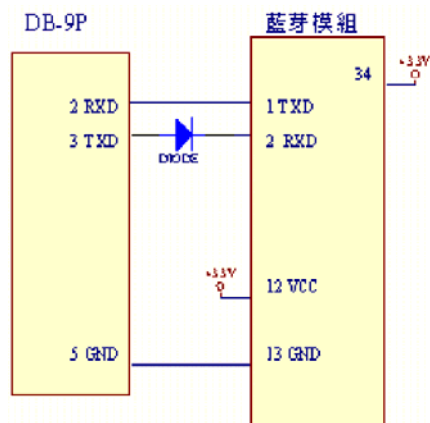 DB-9P
藍芽模組
34
+3.3V
2 RXD
1 TXD
3 TXD
2 RXD
DIODE
+3.3V
12 VCC
5 GND
13 GND